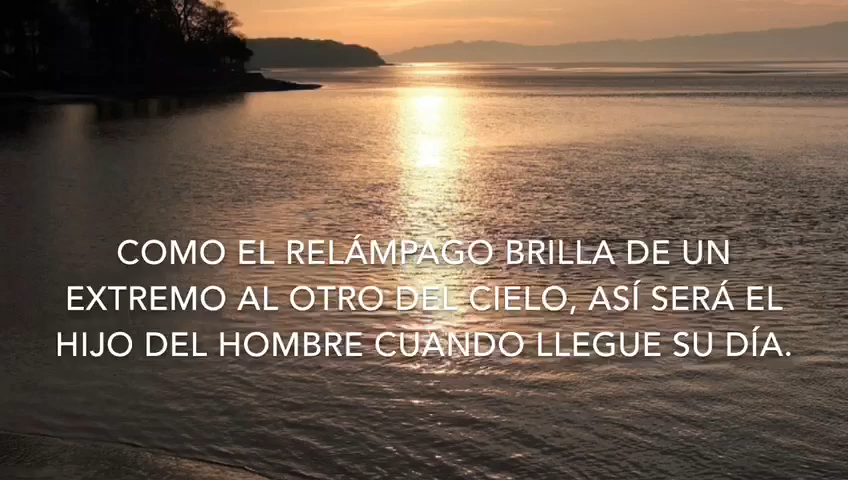 COMO EL RELÁMPAGO BRILLA DE UN
EXTREMO AL OTRO DEL CIELO, ASÍ SERÁ EL
HIJO DEL HOMBRE CUANDO LLEGUE SU DÍA.